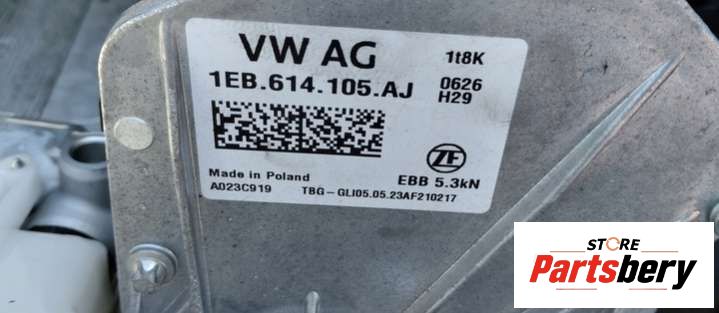 VW AG
1t8K
1EB.614.105.AJ
0626
H29
ZF
Made in Poland
EBB 5.3kN
A023C919
TBG-GLI05.05.23AF210217
STORE
Partsbery